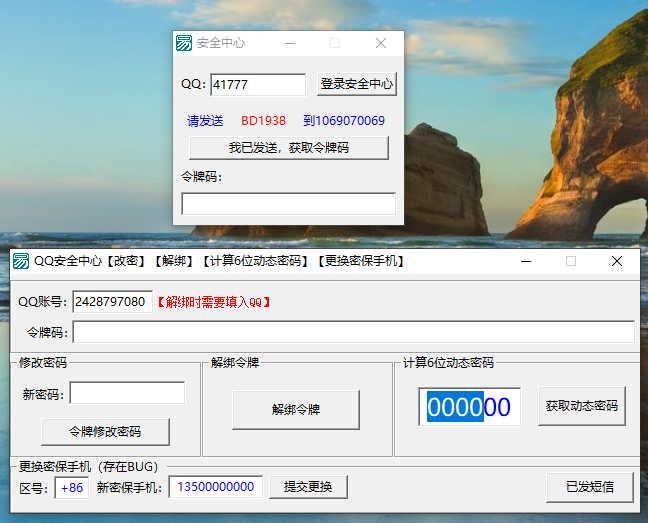 安全中心
QQ: 41777 登录安全中心
请发送 BD1938 到1069070069
我已发送，获取令牌码
令牌码:
QQ安全中心【改密】【解绑】【计算6位动态密码】【更换密保手机】
QQ账号: 2428797080 【解绑时需要填入QQ】
令牌码:
修改密码 解绑令牌 计算6位动态密码
新密码: 解绑令牌 000000 获取动态密码
令牌修改密码
更换密保手机（存在BUG）
区号: +86 新密保手机: 13500000000 提交更换 已发短信